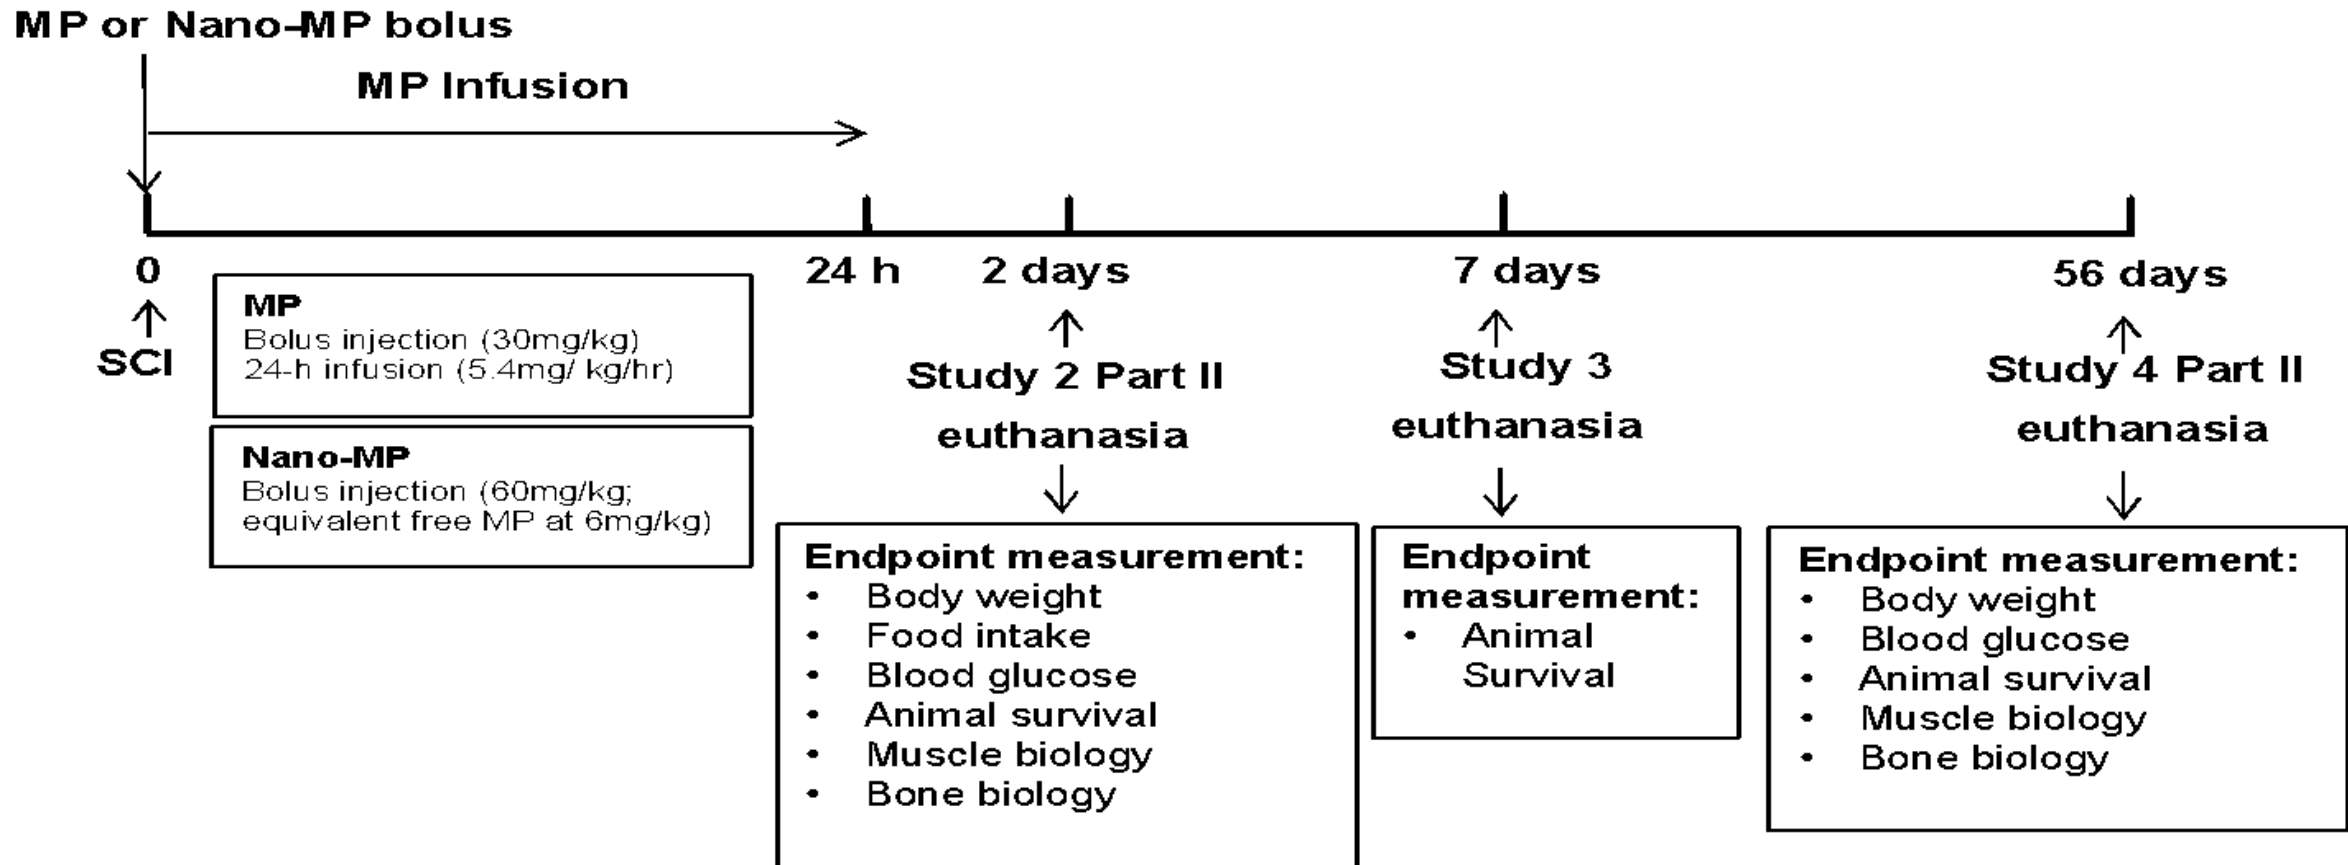 MP or Nano-MP bolus
MP Infusion
0
24 h
2 days
7 days
56 days
SCI
MP
Bolus injection (30mg/kg)
24-h infusion (5.4mg/ kg/hr)
Nano-MP
Bolus injection (60mg/kg;
equivalent free MP at 6mg/kg)
Study 2 Part II
euthanasia
Endpoint measurement:
• Body weight
• Food intake
• Blood glucose
• Animal survival
• Muscle biology
• Bone biology
Study 3
euthanasia
Endpoint
measurement:
• Animal
Survival
Study 4 Part II
euthanasia
Endpoint measurement:
• Body weight
• Blood glucose
• Animal survival
• Muscle biology
• Bone biology